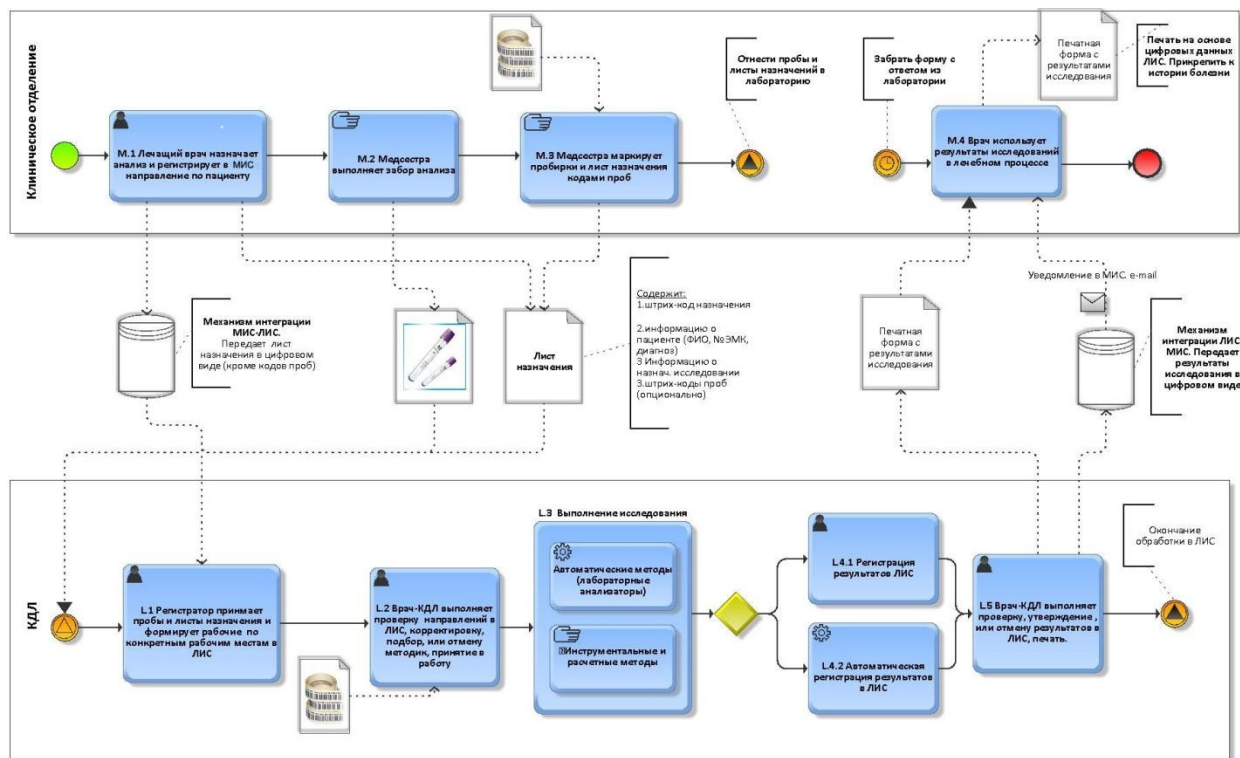 Клиническое отделение
М.1 Лечащий врач назначает
анализ и регистрирует в МИС
направление по пациенту
М.2 Медсестра
выполняет забор анализа
М.3 Медсестра маркирует
пробирки и лист назначения
кодами проб
Отнести пробы и
листы назначений в
лабораторию
Забрать форму с
ответом из
лаборатории
М.4 Врач использует
результаты исследований
в лечебном процессе
Печатная
форма с
результатами
исследования
Печать на основе
цифровых данных
ЛИС. Прикрепить к
истории болезни
Механизм интеграции
МИС-ЛИС.
Передает лист
назначения в цифровом
виде (кроме кодов проб)
Лист
назначения
Содержит:
1.штрих-код назначения
2.информацию о
пациенте (ФИО, №ЭМК,
диагноз)
3 Информацию о
назнач. исследовании
3.штрих-коды проб
(опционально)
Печатная
форма с
результатами
исследования
Уведомление в МИС. e-mail
Механизм
интеграции ЛИС
МИС. Передает
результаты
исследования в
цифровом виде
КДЛ
L.1 Регистратор принмает
пробы и листы назначения и
формирует рабочие по
конкретным рабочим местам в
ЛИС
L.2 Врач-КДЛ выполняет
проверку направлений в
ЛИС, корректировку,
подбор, или отмену
методик, принятие в
работу
L.3 Выполнение исследования
Автоматические методы
(лабораторные
анализаторы)
Инструментальные и
расчетные методы
L4.1 Регистрация
результатов ЛИС
L.4.2 Автоматическая
регистрация результатов
в ЛИС
L5 Врач-КДЛ выполняет
проверку, утверждение ,
или отмену результатов в
ЛИС, печать.
Окончание
обработки в ЛИС